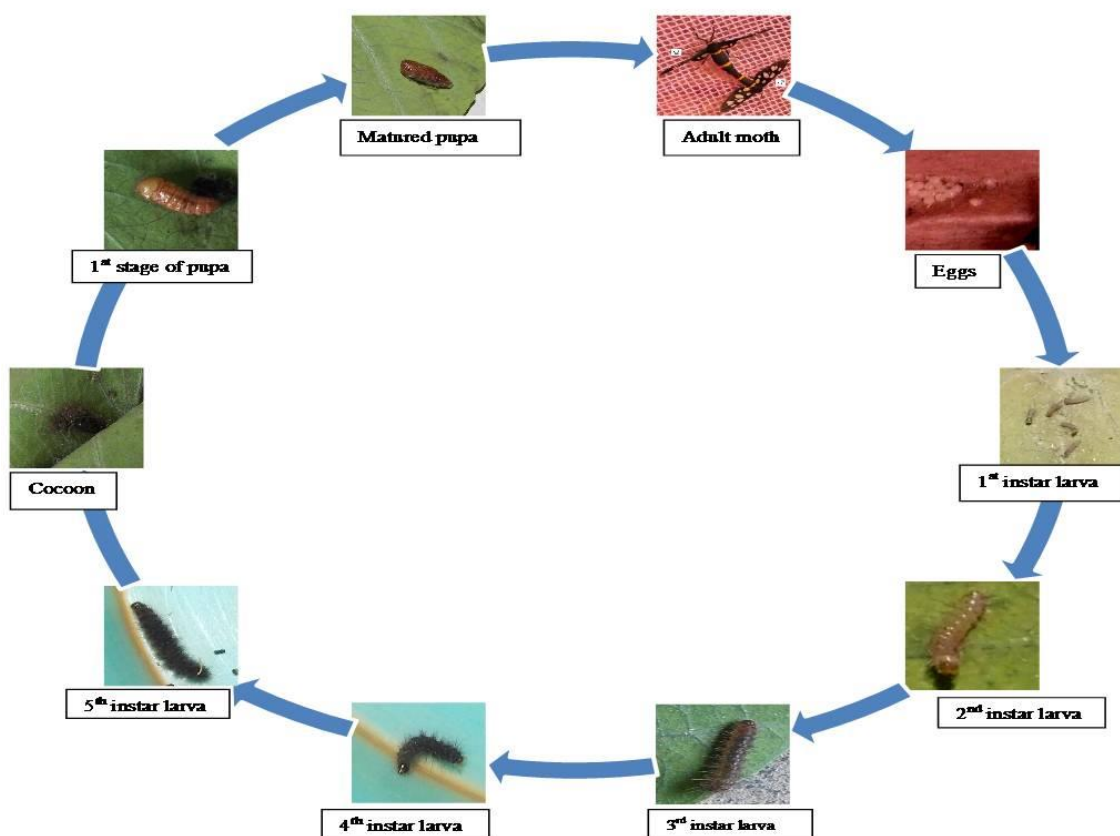 Matured pupa
Adult moth
Eggs
1st instar larva
2nd instar larva
3rd instar larva
4th instar larva
5th instar larva
Cocoon
1st stage of pupa